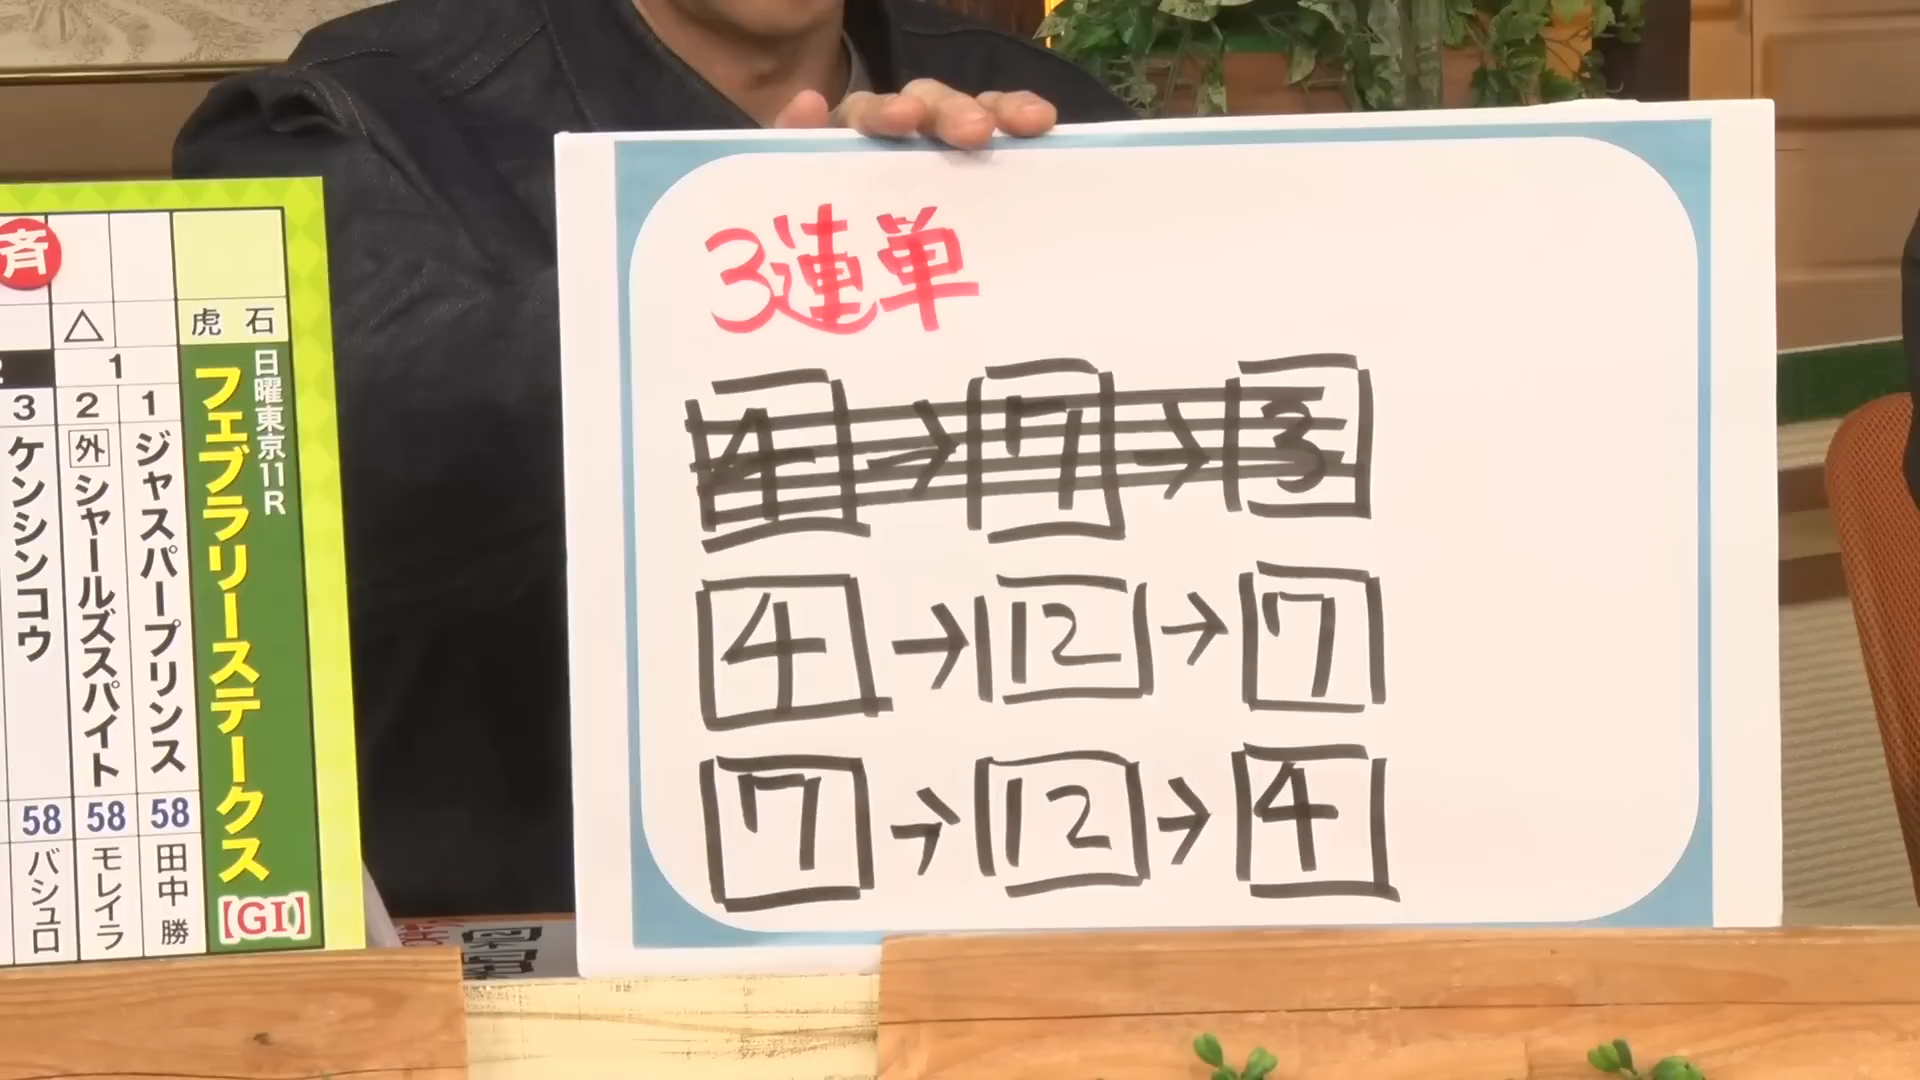 3連単
4→7→3
4→12→7
7→12→4
斉
△
虎石
1
3 2 1
日曜東京11R
フェブラリーステークス
【GI】
ジャスパープリンス
58
田中勝
外 シャールズスパイト
58
モレイラ
ケンシンコウ
58
バシュロ